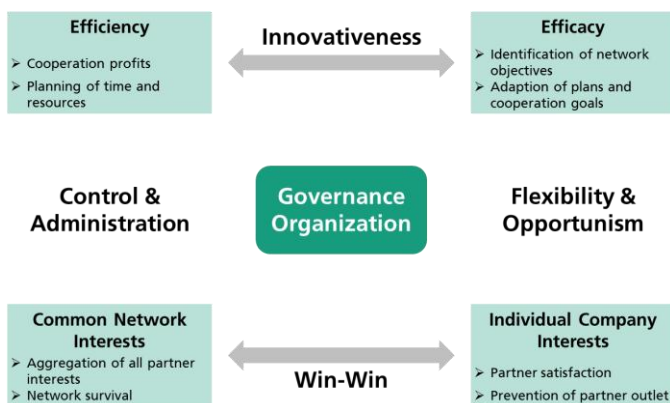 Efficiency
➢ Cooperation profits
➢ Planning of time and
resources
Innovativeness
Efficacy
➢ Identification of network
objectives
➢ Adaption of plans and
cooperation goals
Control &
Administration
Governance
Organization
Flexibility &
Opportunism
Common Network
Interests
➢ Aggregation of all partner
interests
➢ Network survival
Win-Win
Individual Company
Interests
➢ Partner satisfaction
➢ Prevention of partner outlet